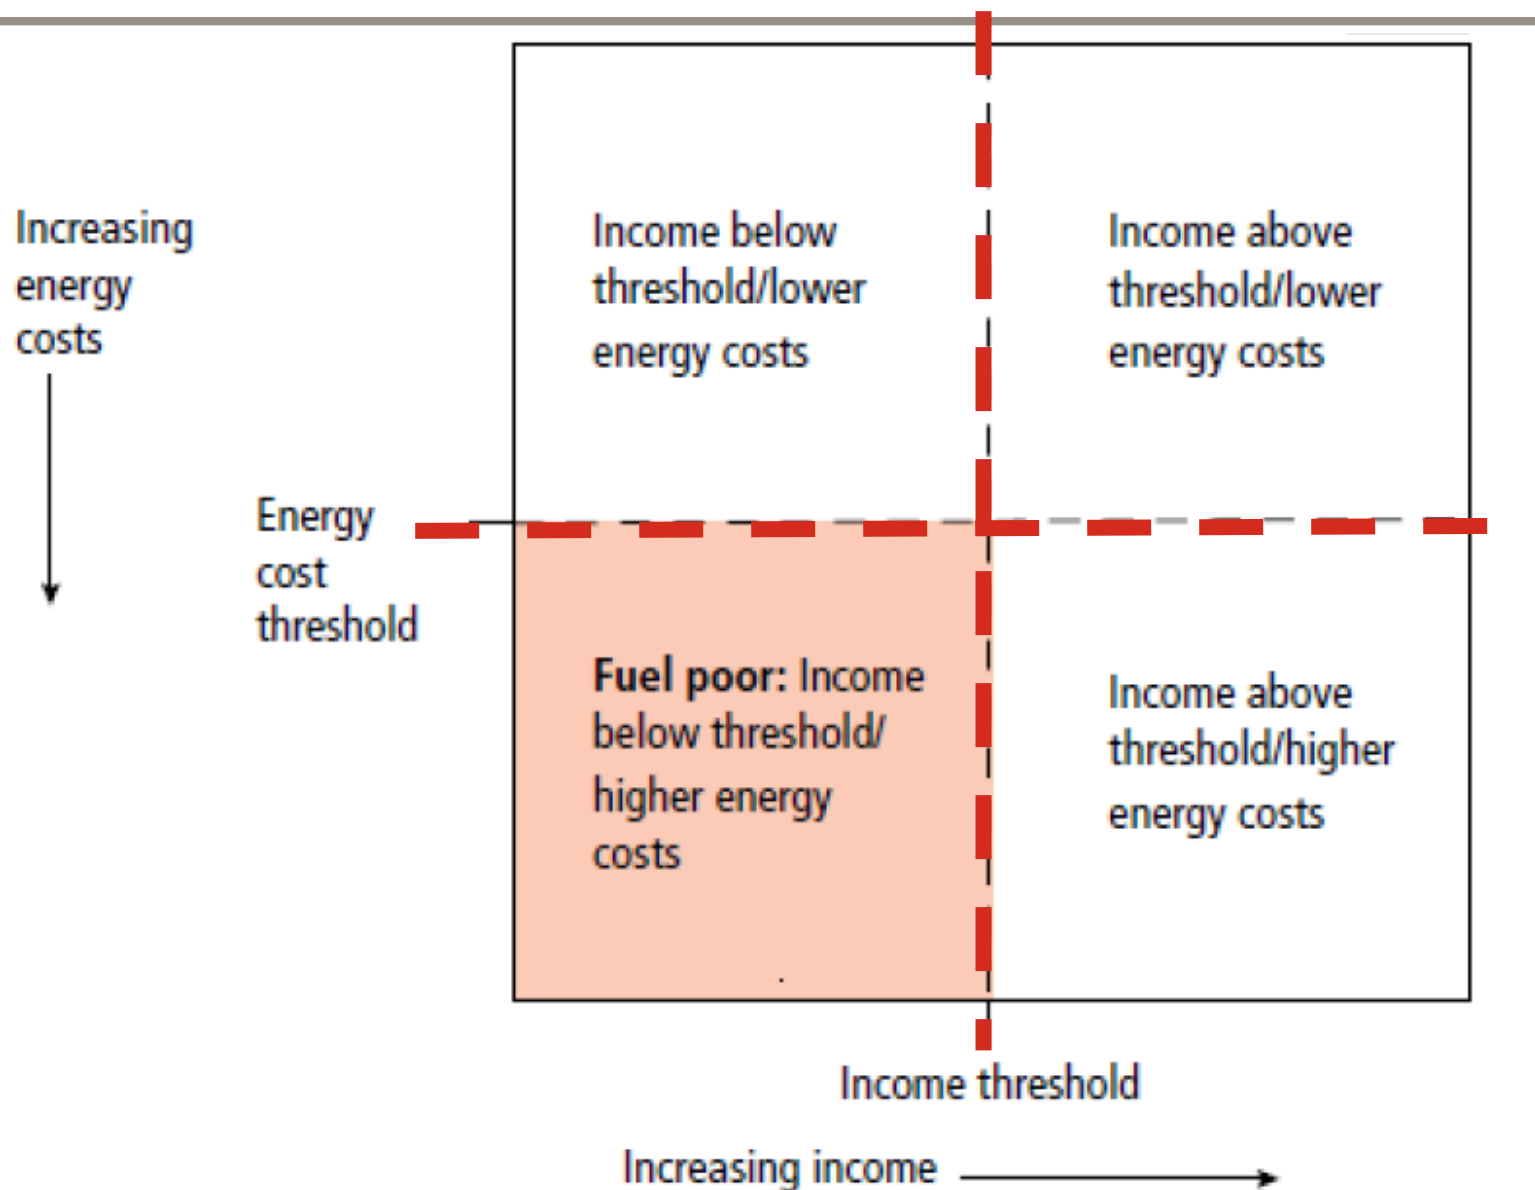 Increasing
energy
costs
Income below
threshold/lower
energy costs
Income above
threshold/lower
energy costs
Energy
cost
threshold
Fuel poor: Income
below threshold/
higher energy
costs
Income above
threshold/higher
energy costs
Income threshold
Increasing income